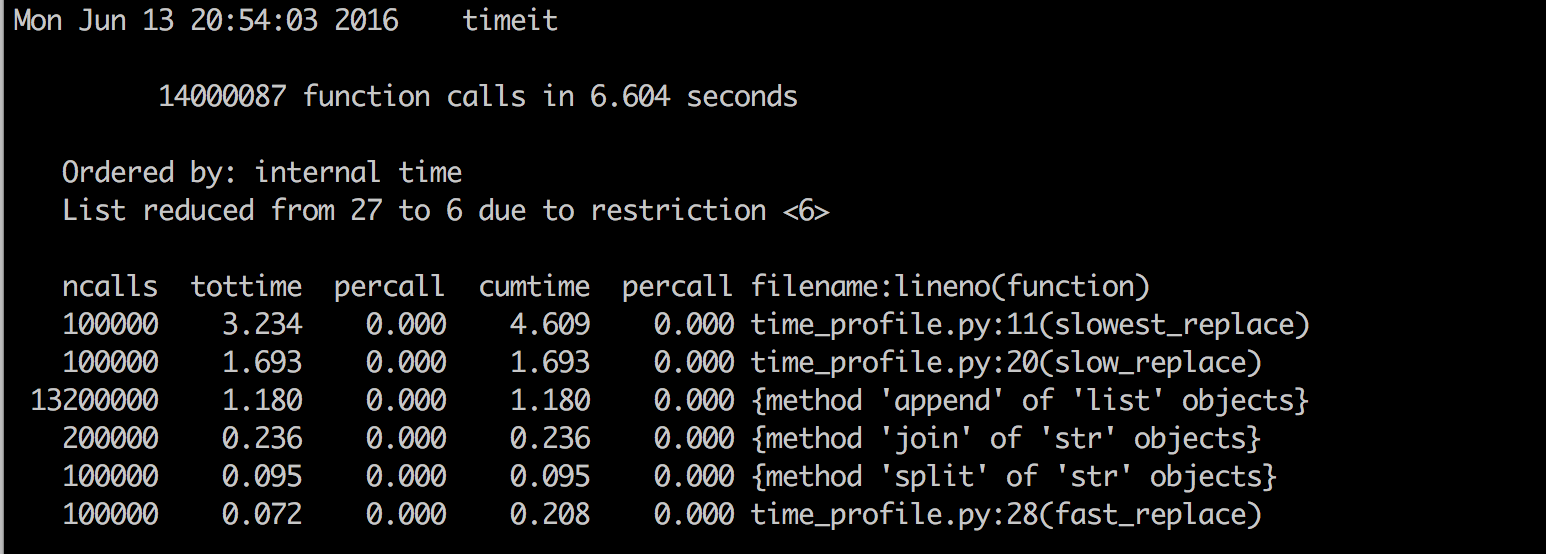 Mon Jun 13 20:54:03 2016    timeit
14000087 function calls in 6.604 seconds
Ordered by: internal time
List reduced from 27 to 6 due to restriction <6>
ncalls  tottime  percall  cumtime  percall filename:lineno(function)
100000    3.234    0.000    4.609    0.000 time_profile.py:11(slowest_replace)
100000    1.693    0.000    1.693    0.000 time_profile.py:20(slow_replace)
13200000    1.180    0.000    1.180    0.000 {method 'append' of 'list' objects}
200000    0.236    0.000    0.236    0.000 {method 'join' of 'str' objects}
100000    0.095    0.000    0.095    0.000 {method 'split' of 'str' objects}
100000    0.072    0.000    0.208    0.000 time_profile.py:28(fast_replace)